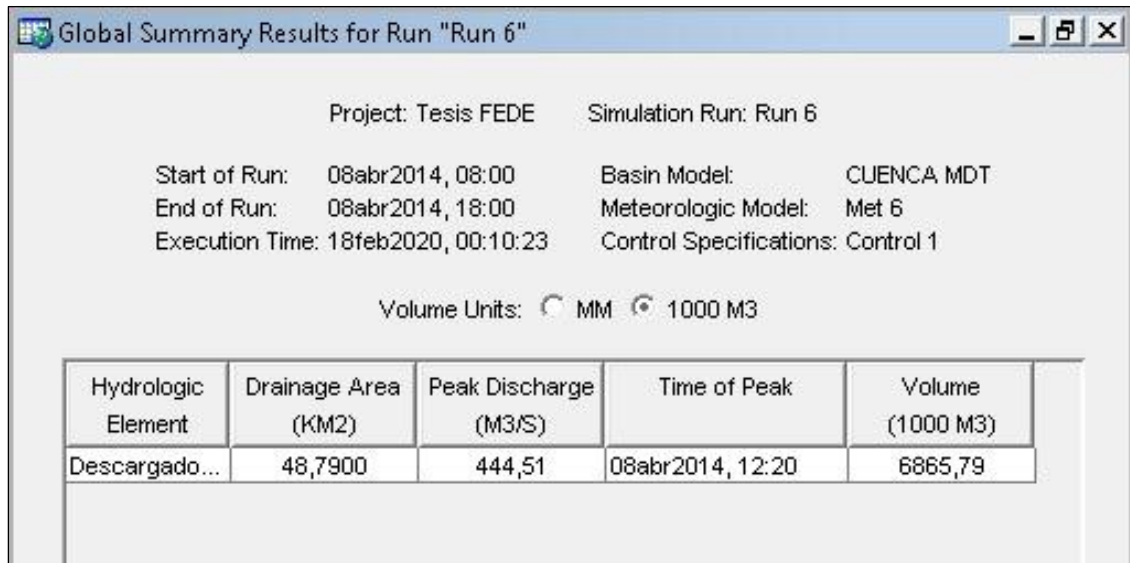 Global Summary Results for Run "Run 6"
Project: Tesis FEDE Simulation Run: Run 6
Start of Run: 08abr2014, 08:00 Basin Model: CUENCA MDT
End of Run: 08abr2014, 18:00 Meteorologic Model: Met 6
Execution Time: 18feb2020, 00:10:23 Control Specifications: Control 1
Volume Units: MM 1000 M3
Hydrologic Element Drainage Area (KM2) Peak Discharge (M3/S) Time of Peak Volume (1000 M3)
Descargado... 48,7900 444,51 08abr2014, 12:20 6865,79